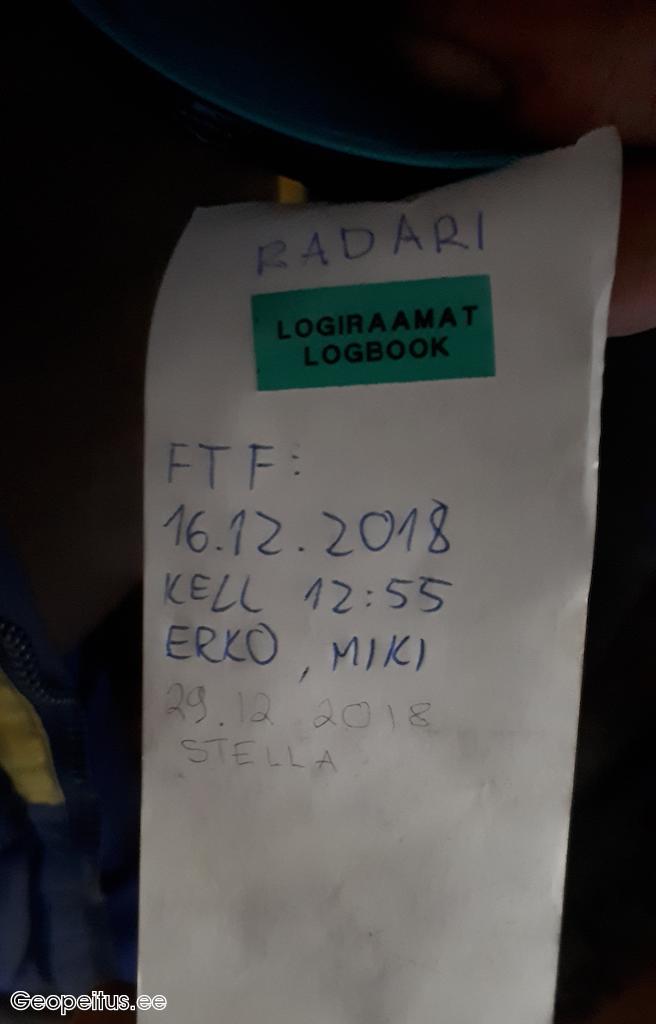 RADARI
LOGIRAAMAT
LOGBOOK
FTF:
16.12.2018
KELL 12:55
ERKO, MIKI
29.12 2018
STELLA
Geopeitus.ee